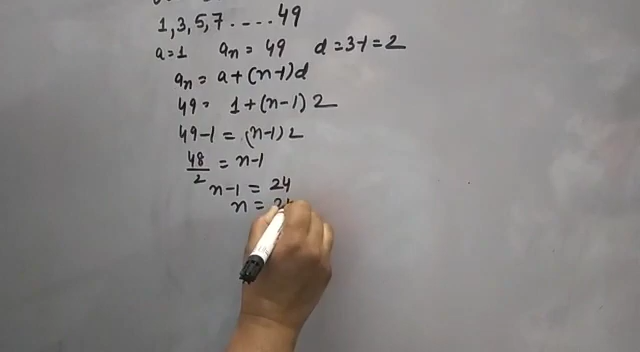 1, 3, 5, 7 ..... 49
a=1 an = 49 d = 3-1 = 2
an = a+(n-1)d
49 = 1+(n-1) 2
49-1 = (n-1) 2
48/2 = n-1
n-1 = 24
n =